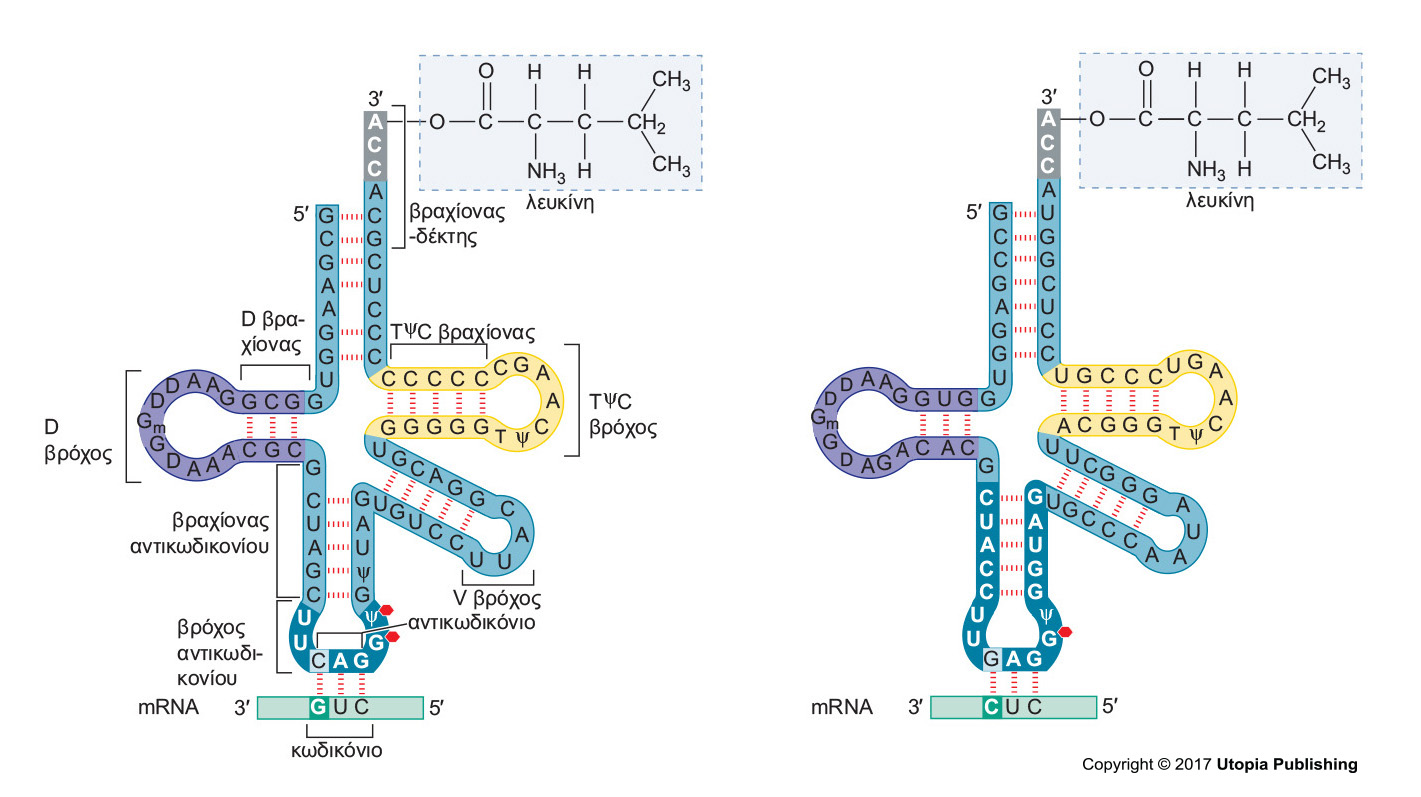 3′
A
C
C
A
C
G
C
U
C
C
C
O
O
C
H
C
NH3
H
C
H
CH2
CH3
CH3
λευκίνη
βραχίονας
-δέκτης
5′
G
C
G
A
A
G
G
U
D βρα-
χίονας
TΨC βραχίονας
D
βρόχος
D D A A G G C G G
Gm
G D A A A C G C G
C C C C C C G A A C Ψ T G G G G G
TΨC
βρόχος
U G C A G G C A U U C C U G U G
V βρόχος
βραχίονας
αντικωδικονίου
C
U
A
G
C
A
U
Ψ
G
βρόχος
αντικωδι-
κονίου
U
U
C A G
G
Ψ
αντικωδικόνιο
mRNA 3′ G U C 5′
κωδικόνιο
3′
A
C
C
A
U
G
G
C
U
C
C
O
O
C
H
C
NH3
H
C
H
CH2
CH3
CH3
λευκίνη
5′
G
C
C
G
A
G
G
U
D A A G G U G G
D
Gm
G D A G A C A C G
U G C C C U G A A C Ψ T G G G C A
U U C G G G A U A A C C C G U G
C
U
A
C
C
A
U
G
G
U
U
G A G
G
Ψ
mRNA 3′ C U C 5′
Copyright © 2017 Utopia Publishing